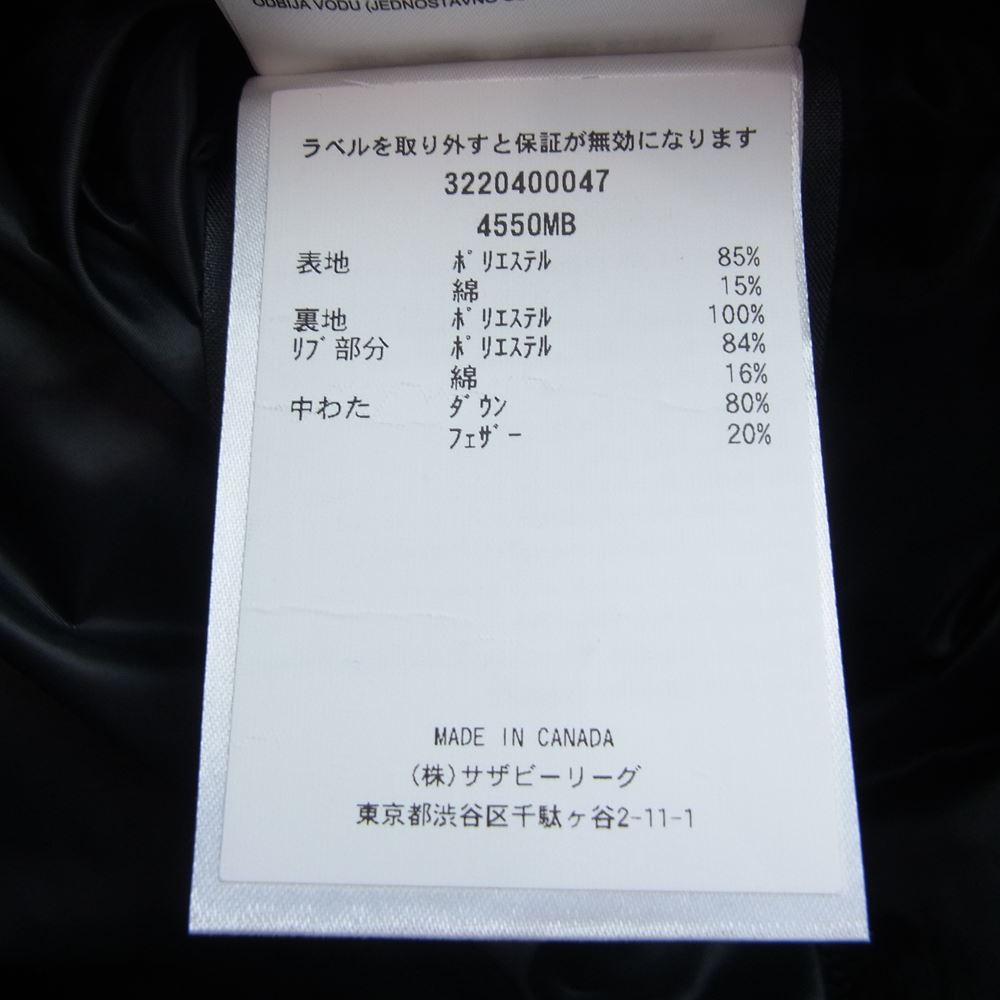 ODBIJA VODU (JEDNOSTAVNO
ラベルを取り外すと保証が無効になります
3220400047
4550MB
表地 ﾎﾟﾘｴｽﾃﾙ 85%
綿 15%
裏地 ﾎﾟﾘｴｽﾃﾙ 100%
ﾘﾌﾞ部分 ﾎﾟﾘｴｽﾃﾙ 84%
綿 16%
中わた ﾀﾞｳﾝ 80%
ﾌｪｻﾞｰ 20%
MADE IN CANADA
(株)サザビーリーグ
東京都渋谷区千駄ヶ谷2-11-1